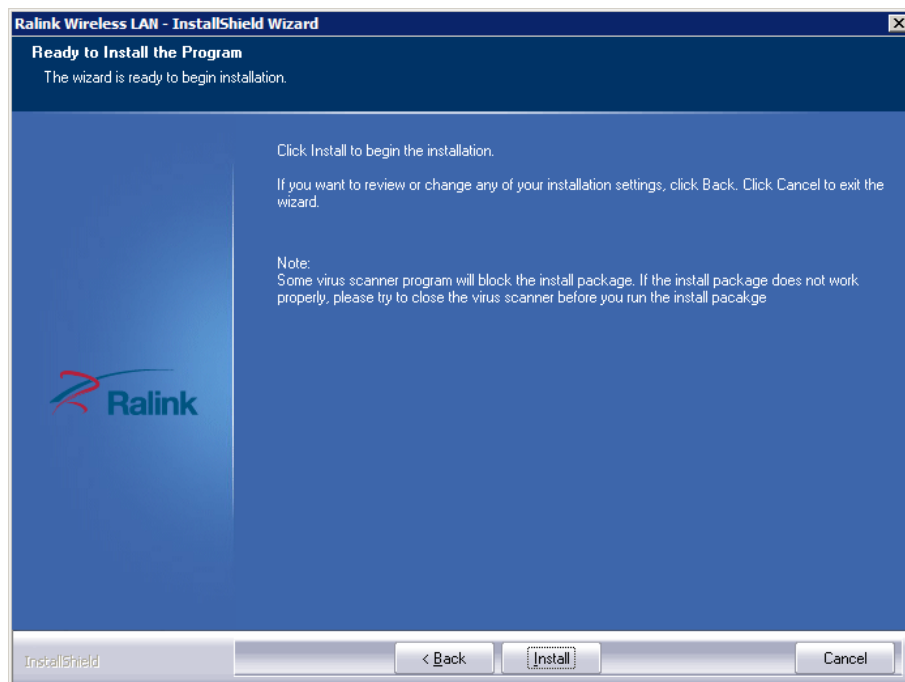 Ralink Wireless LAN - InstallShield Wizard
Ready to Install the Program
The wizard is ready to begin installation.
Click Install to begin the installation.
If you want to review or change any of your installation settings, click Back. Click Cancel to exit the
wizard.
Note:
Some virus scanner program will block the install package. If the install package does not work
properly, please try to close the virus scanner before you run the install pacakge
Ralink
InstallShield
< Back
Install
Cancel